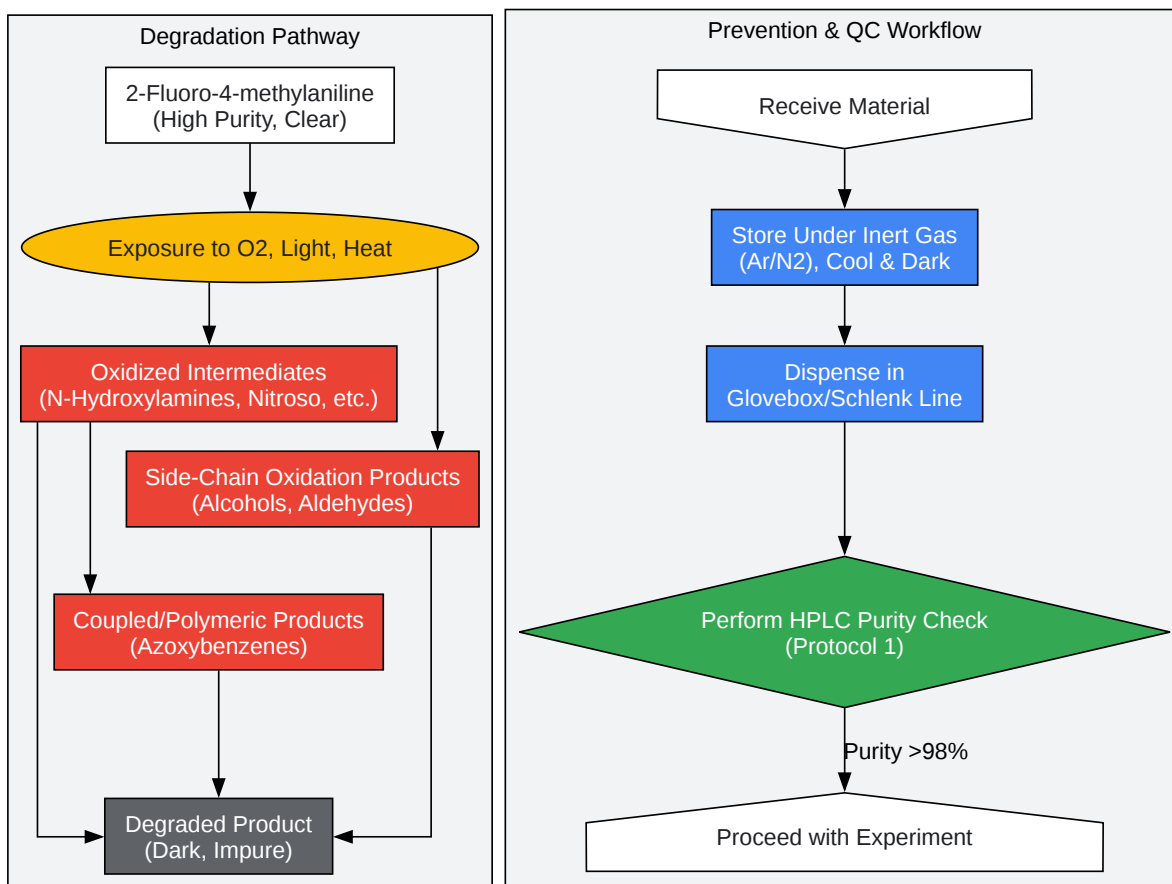 Degradation Pathway
2-Fluoro-4-methylaniline
(High Purity, Clear)
Exposure to O2, Light, Heat
Oxidized Intermediates
(N-Hydroxylamines, Nitroso, etc.)
Side-Chain Oxidation Products
(Alcohols, Aldehydes)
Coupled/Polymeric Products
(Azoxybenzenes)
Degraded Product
(Dark, Impure)
Prevention & QC Workflow
Receive Material
Store Under Inert Gas
(Ar/N2), Cool & Dark
Dispense in
Glovebox/Schlenk Line
Perform HPLC Purity Check
(Protocol 1)
Purity >98%
Proceed with Experiment